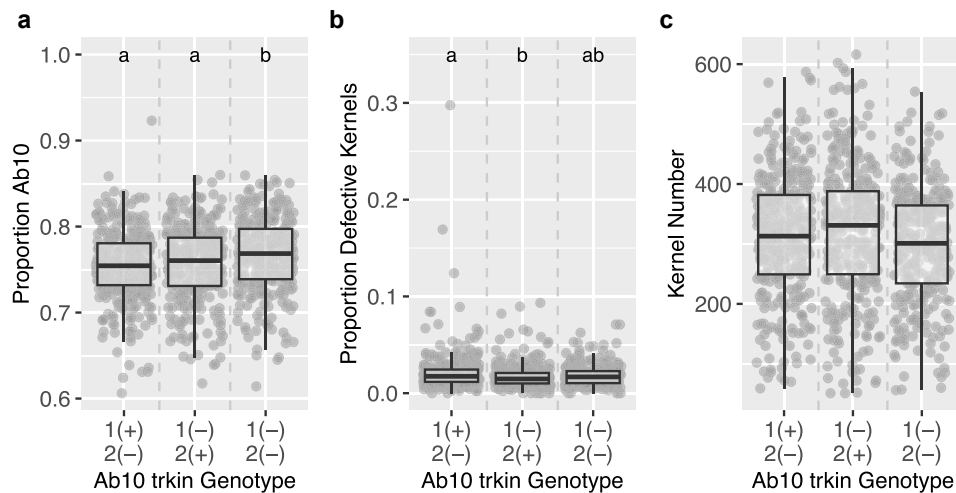 a
Proportion Ab10
1.0
0.9
0.8
0.7
0.6
a a b
1(+) 1(−) 1(−)
2(−) 2(+) 2(−)
Ab10 trkin Genotype
b
Proportion Defective Kernels
0.3
0.2
0.1
0.0
a b ab
1(+) 1(−) 1(−)
2(−) 2(+) 2(−)
Ab10 trkin Genotype
c
Kernel Number
600
400
200
1(+) 1(−) 1(−)
2(−) 2(+) 2(−)
Ab10 trkin Genotype